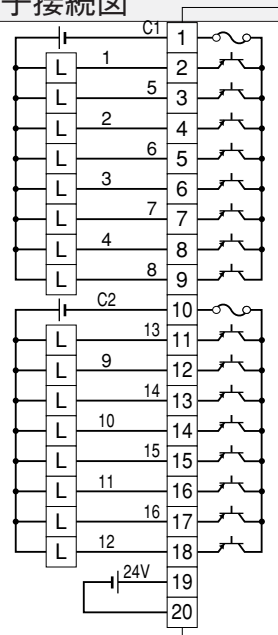 子接続図
C1 1
L 1 2
L 5 3
L 2 4
L 6 5
L 3 6
L 7 7
L 4 8
L 8 9
C2 10
L 13 11
L 9 12
L 14 13
L 10 14
L 15 15
L 11 16
L 16 17
L 12 18
24V 19
20